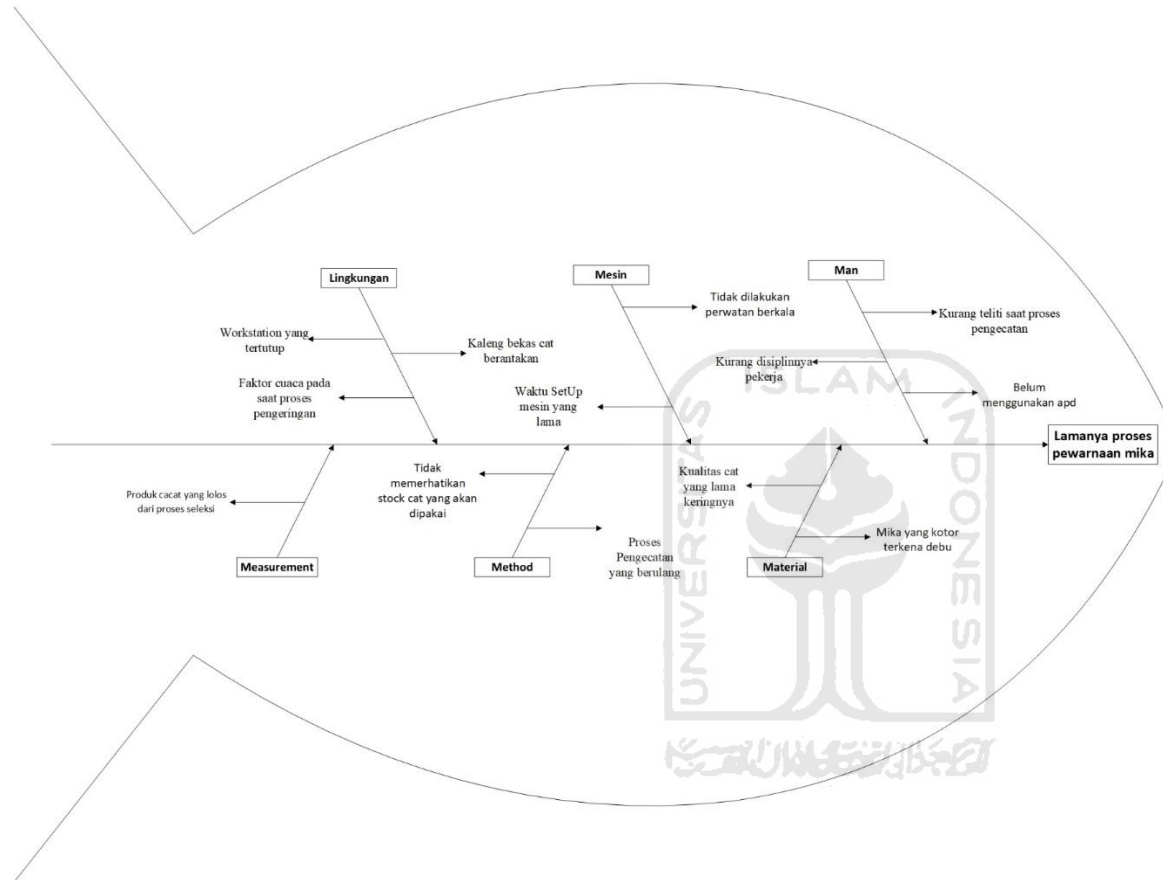 Lingkungan
Mesin
Man
Workstation yang
tertutup
Kaleng bekas cat
berantakan
Faktor cuaca pada
saat proses
pengeringan
Tidak dilakukan
perwatan berkala
Waktu SetUp
mesin yang
lama
Kurang teliti saat proses
pengecatan
Kurang disiplinnya
pekerja
Belum
menggunakan apd
Lamanya proses
pewarnaan mika
Produk cacat yang lolos
dari proses seleksi
Measurement
Tidak
memerhatikan
stock cat yang akan
dipakai
Proses
Pengecatan
yang berulang
Method
Kualitas cat
yang lama
keringnya
Mika yang kotor
terkena debu
Material
UNIVERSITAS
ISLAM
INDONESIA